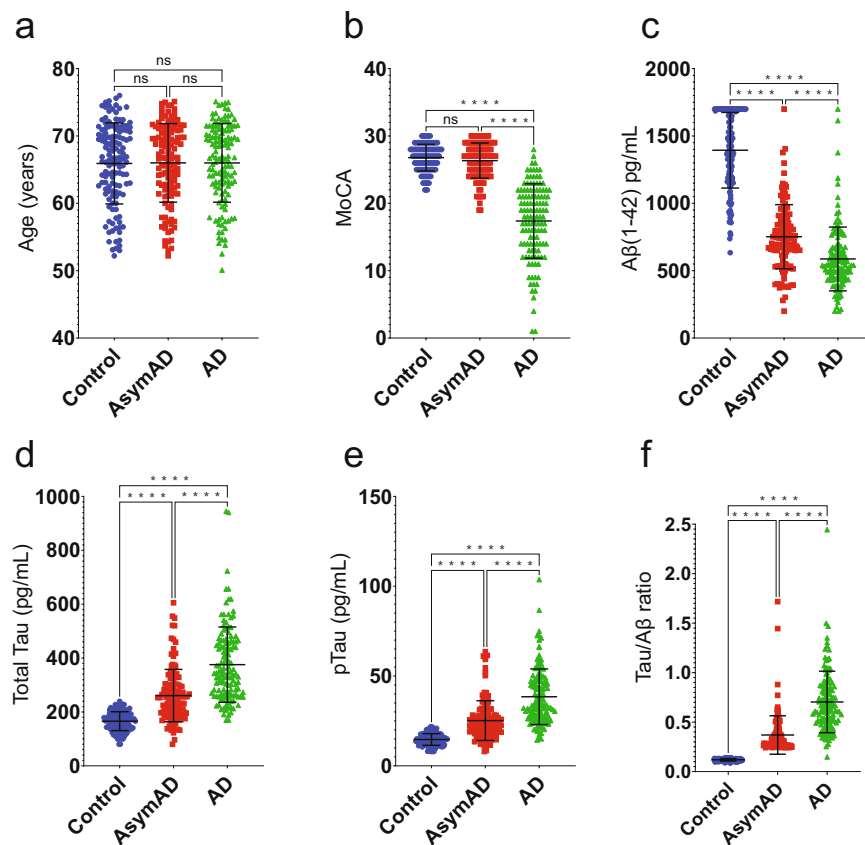 a
ns
ns ns
80
70
60
50
40
Age (years)
Control
AsymAD
AD
b
* * * *
ns * * * *
40
30
20
10
0
MoCA
Control
AsymAD
AD
c
* * * *
* * * * * * * *
2000
1500
1000
500
0
Aβ(1-42) pg/mL
Control
AsymAD
AD
d
* * * *
* * * * * * * *
1000
800
600
400
200
0
Total Tau (pg/mL)
Control
AsymAD
AD
e
* * * *
* * * * * * * *
150
100
50
0
pTau (pg/mL)
Control
AsymAD
AD
f
* * * *
* * * * * * * *
2.5
2.0
1.5
1.0
0.5
0.0
Tau/Aβ ratio
Control
AsymAD
AD